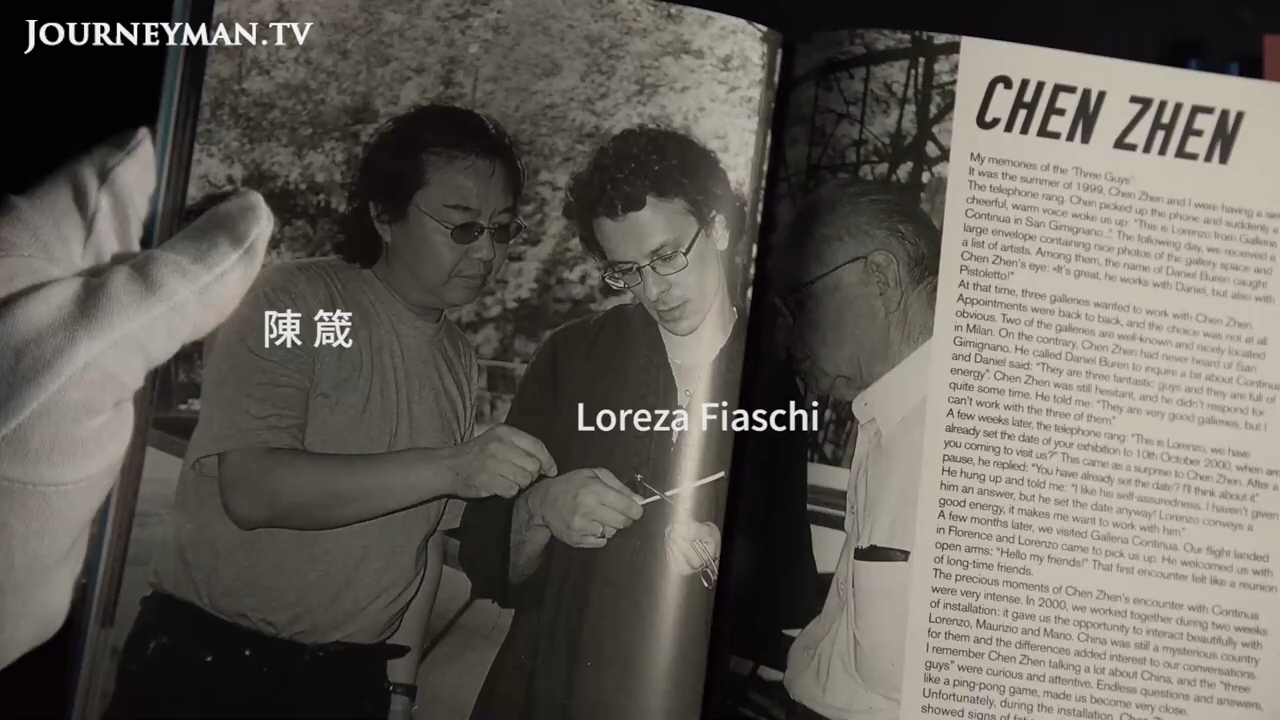 JOURNEYMAN.TV
陳 箴
Loreza Fiaschi
CHEN ZHEN
My memories of the 'Three Guys':
It was the summer of 1999, Chen Zhen and I were having a
The telephone rang. Chen picked up the phone and suddenly a
cheerful, warm voice woke us up: "This is Lorenzo from Galleria
Continua in San Gimignano...". The following day, we received a
large envelope containing nice photos of the gallery space and
a list of artists. Among them, the name of Daniel Buren caught
Chen Zhen's eye: «It's great, he works with Daniel, but also with
Pistoletto!"
At that time, three galleries wanted to work with Chen Zhen.
Appointments were back to back, and the choice was not at all
obvious. Two of the galleries are well-known and nicely located
in Milan. On the contrary, Chen Zhen had never heard of San
Gimignano. He called Daniel Buren to inquire a bit about Continua
and Daniel said: "They are three fantastic guys and they are full of
energy". Chen Zhen was still hesitant, and he didn't respond for
quite some time. He told me: "They are very good galleries, but I
can't work with the three of them."
A few weeks later, the telephone rang: "This is Lorenzo, we have
already set the date of your exhibition to 10th October 2000, when are
you coming to visit us?" This came as a surprise to Chen Zhen. After a
pause, he replied: "You have already set the date? I'll think about it".
He hung up and told me: "I like his self-assuredness. I haven't given
him an answer, but he set the date anyway! Lorenzo conveys a
good energy, it makes me want to work with him."
A few months later, we visited Galleria Continua. Our flight landed
in Florence and Lorenzo came to pick us up. He welcomed us with
open arms: "Hello my friends!" That first encounter felt like a reunion
of long-time friends.
The precious moments of Chen Zhen's encounter with Continua
were very intense. In 2000, we worked together during two weeks
of installation: it gave us the opportunity to interact beautifully with
Lorenzo, Maurizio and Mario. China was still a mysterious country
for them and the differences added interest to our conversations.
I remember Chen Zhen talking a lot about China, and the "three
guys" were curious and attentive. Endless questions and answers,
like a ping-pong game, made us become very close.
Unfortunately, during the installation, Chen
showed signs of